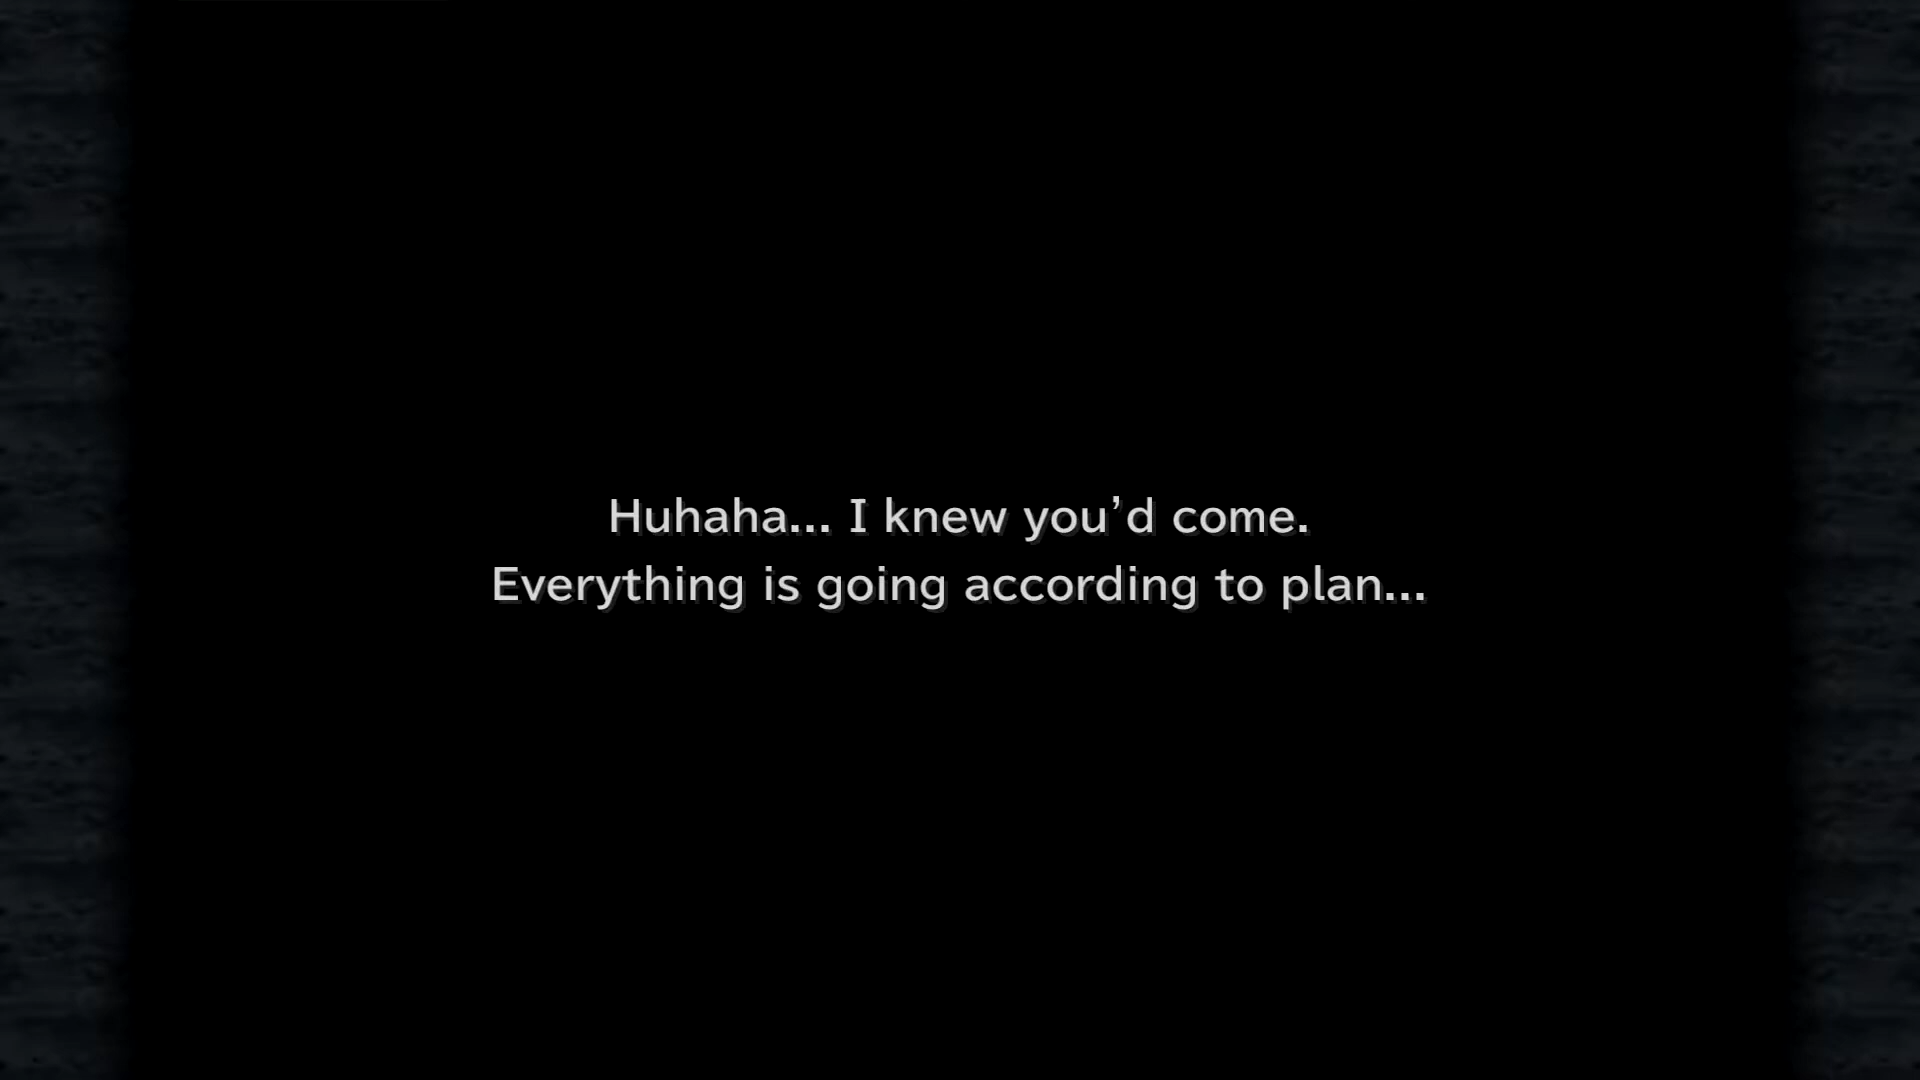 Huhaha... I knew you’d come.
Everything is going according to plan...